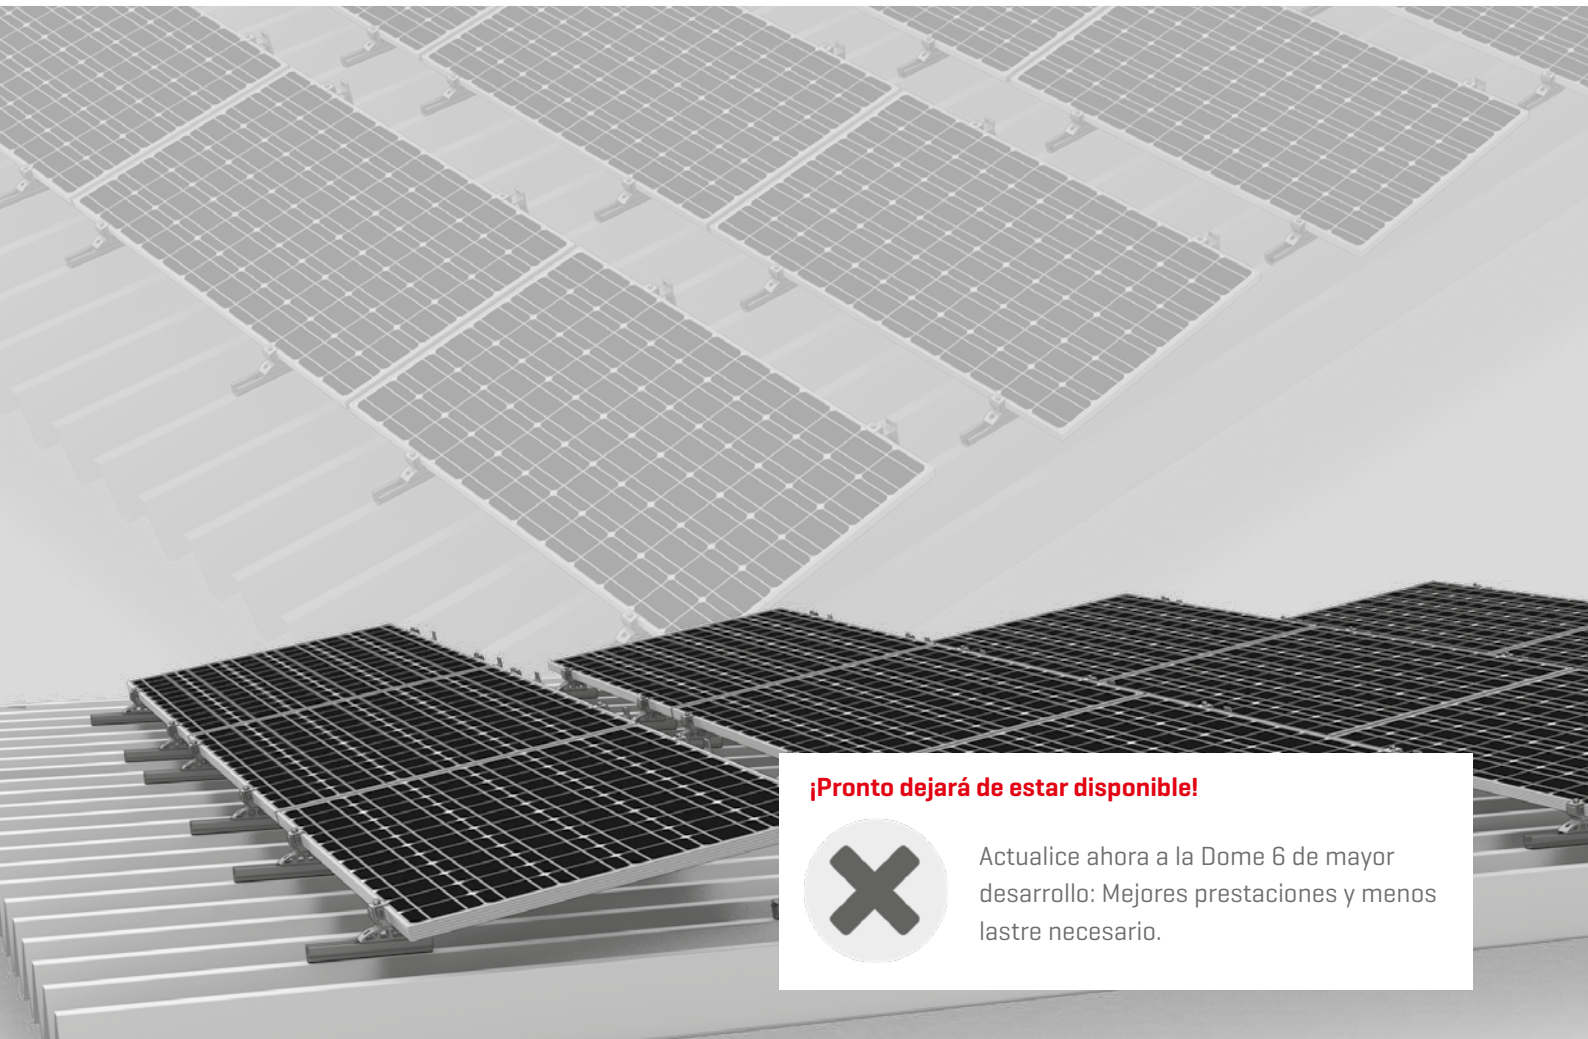 ¡Pronto dejará de estar disponible!
Actualice ahora a la Dome 6 de mayor
desarrollo: Mejores prestaciones y menos
lastre necesario.